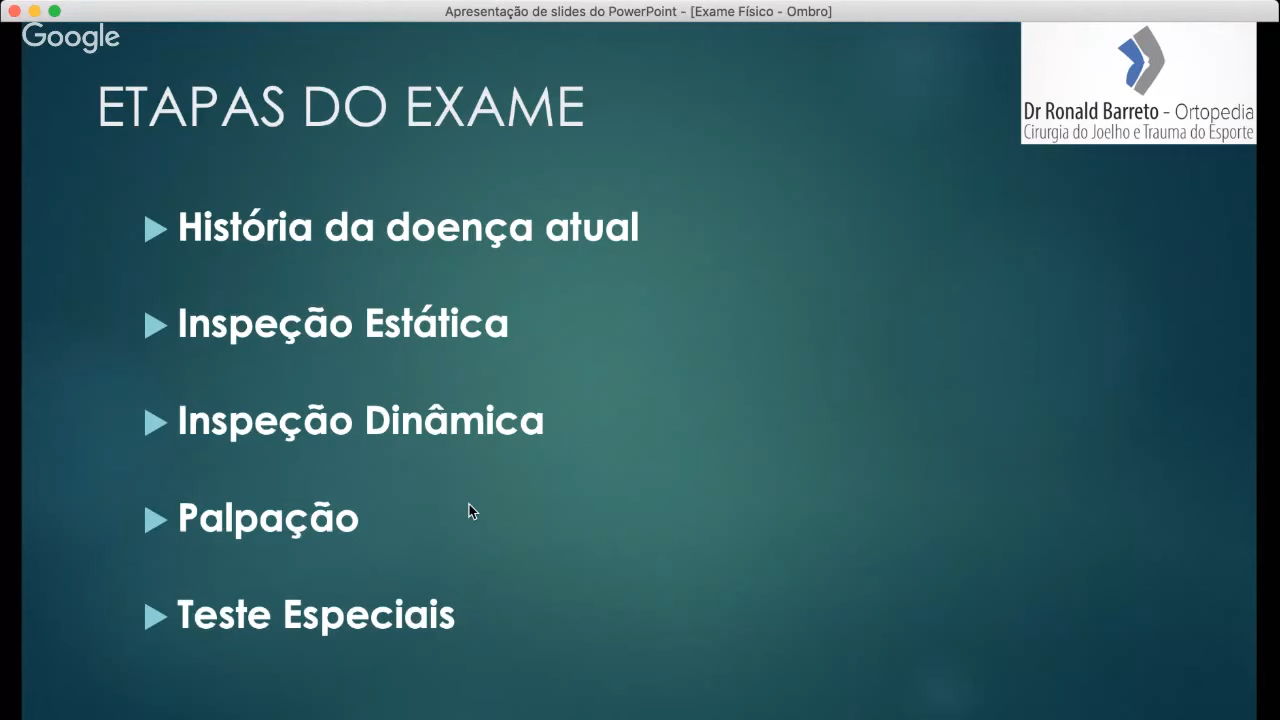 Apresentação de slides do PowerPoint - [Exame Físico - Ombro]
Google
Dr Ronald Barreto - Ortopedia
Cirurgia do Joelho e Trauma do Esporte
ETAPAS DO EXAME
História da doença atual
Inspeção Estática
Inspeção Dinâmica
Palpação
Teste Especiais